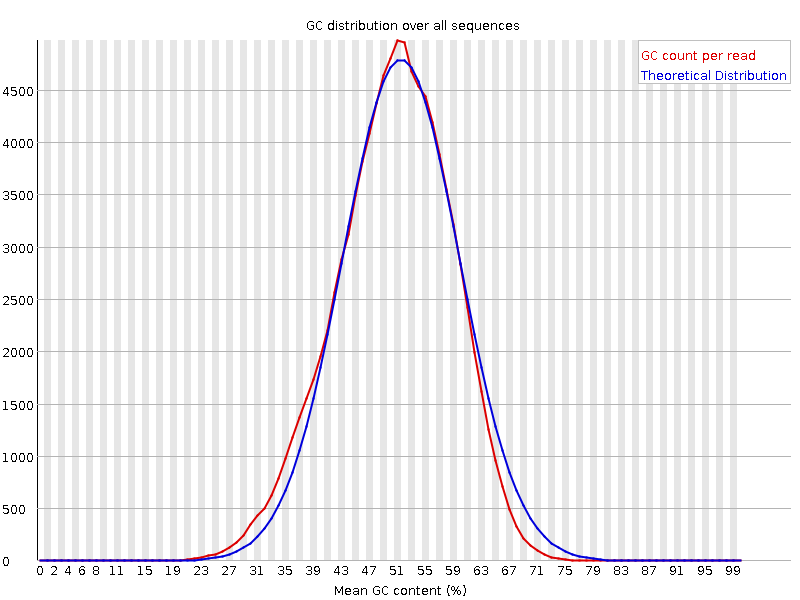 GC distribution over all sequences
GC count per read
Theoretical Distribution
4500
4000
3500
3000
2500
2000
1500
1000
500
0
0 2 4 6 8 11 15 19 23 27 31 35 39 43 47 51 55 59 63 67 71 75 79 83 87 91 95 99
Mean GC content (%)